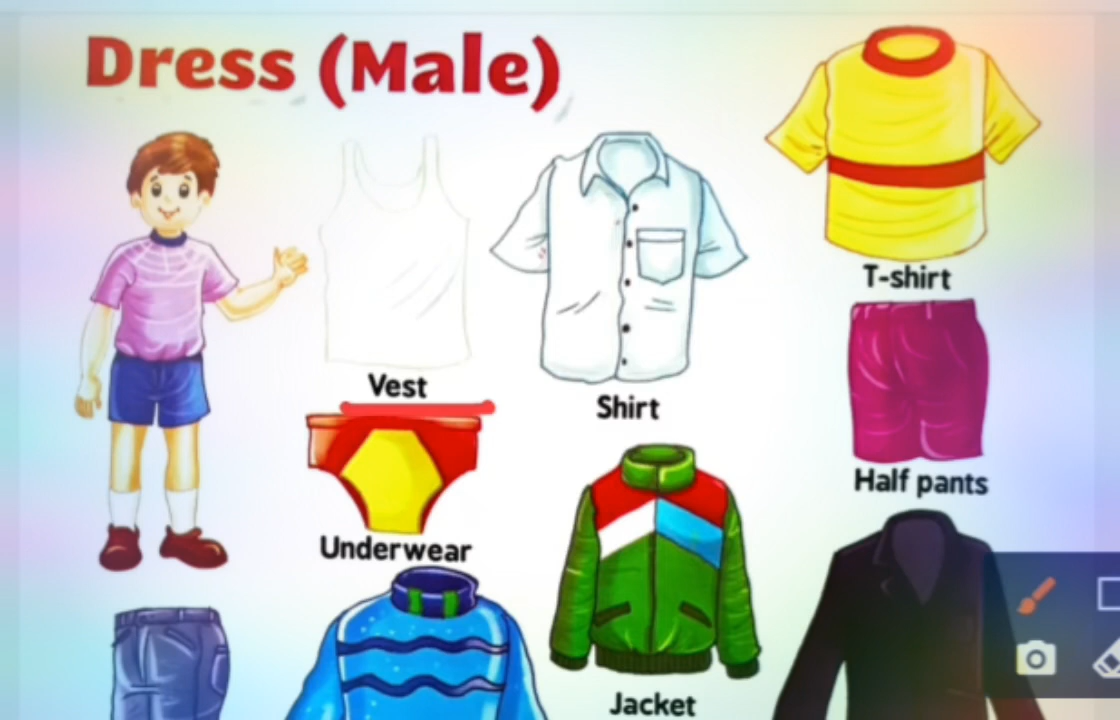 Dress (Male)
T-shirt
Vest
Shirt
Half pants
Underwear
Jacket